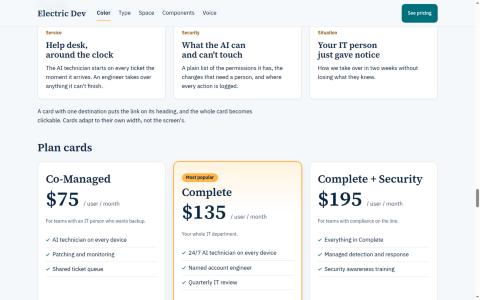 Electric Dev
Color Type Space Components Voice
See pricing
Service
Help desk,
around the clock
The AI technician starts on every ticket the
moment it arrives. An engineer takes over
anything it can't finish.
Security
What the AI can
and can't touch
A plain list of the permissions it has, the
changes that need a person, and where
every action is logged.
Situation
Your IT person
just gave notice
How we take over in two weeks without
losing what they knew.
A card with one destination puts the link on its heading, and the whole card becomes
clickable. Cards adapt to their own width, not the screen's.
Plan cards
Co-Managed
$75 / user / month
For teams with an IT person who wants backup.
✓ AI technician on every device
✓ Patching and monitoring
✓ Shared ticket queue
Most popular
Complete
$135 / user / month
Your whole IT department.
✓ 24/7 AI technician on every device
✓ Named account engineer
✓ Quarterly IT review
Complete + Security
$195 / user / month
For teams with compliance on the line.
✓ Everything in Complete
✓ Managed detection and response
✓ Security awareness training